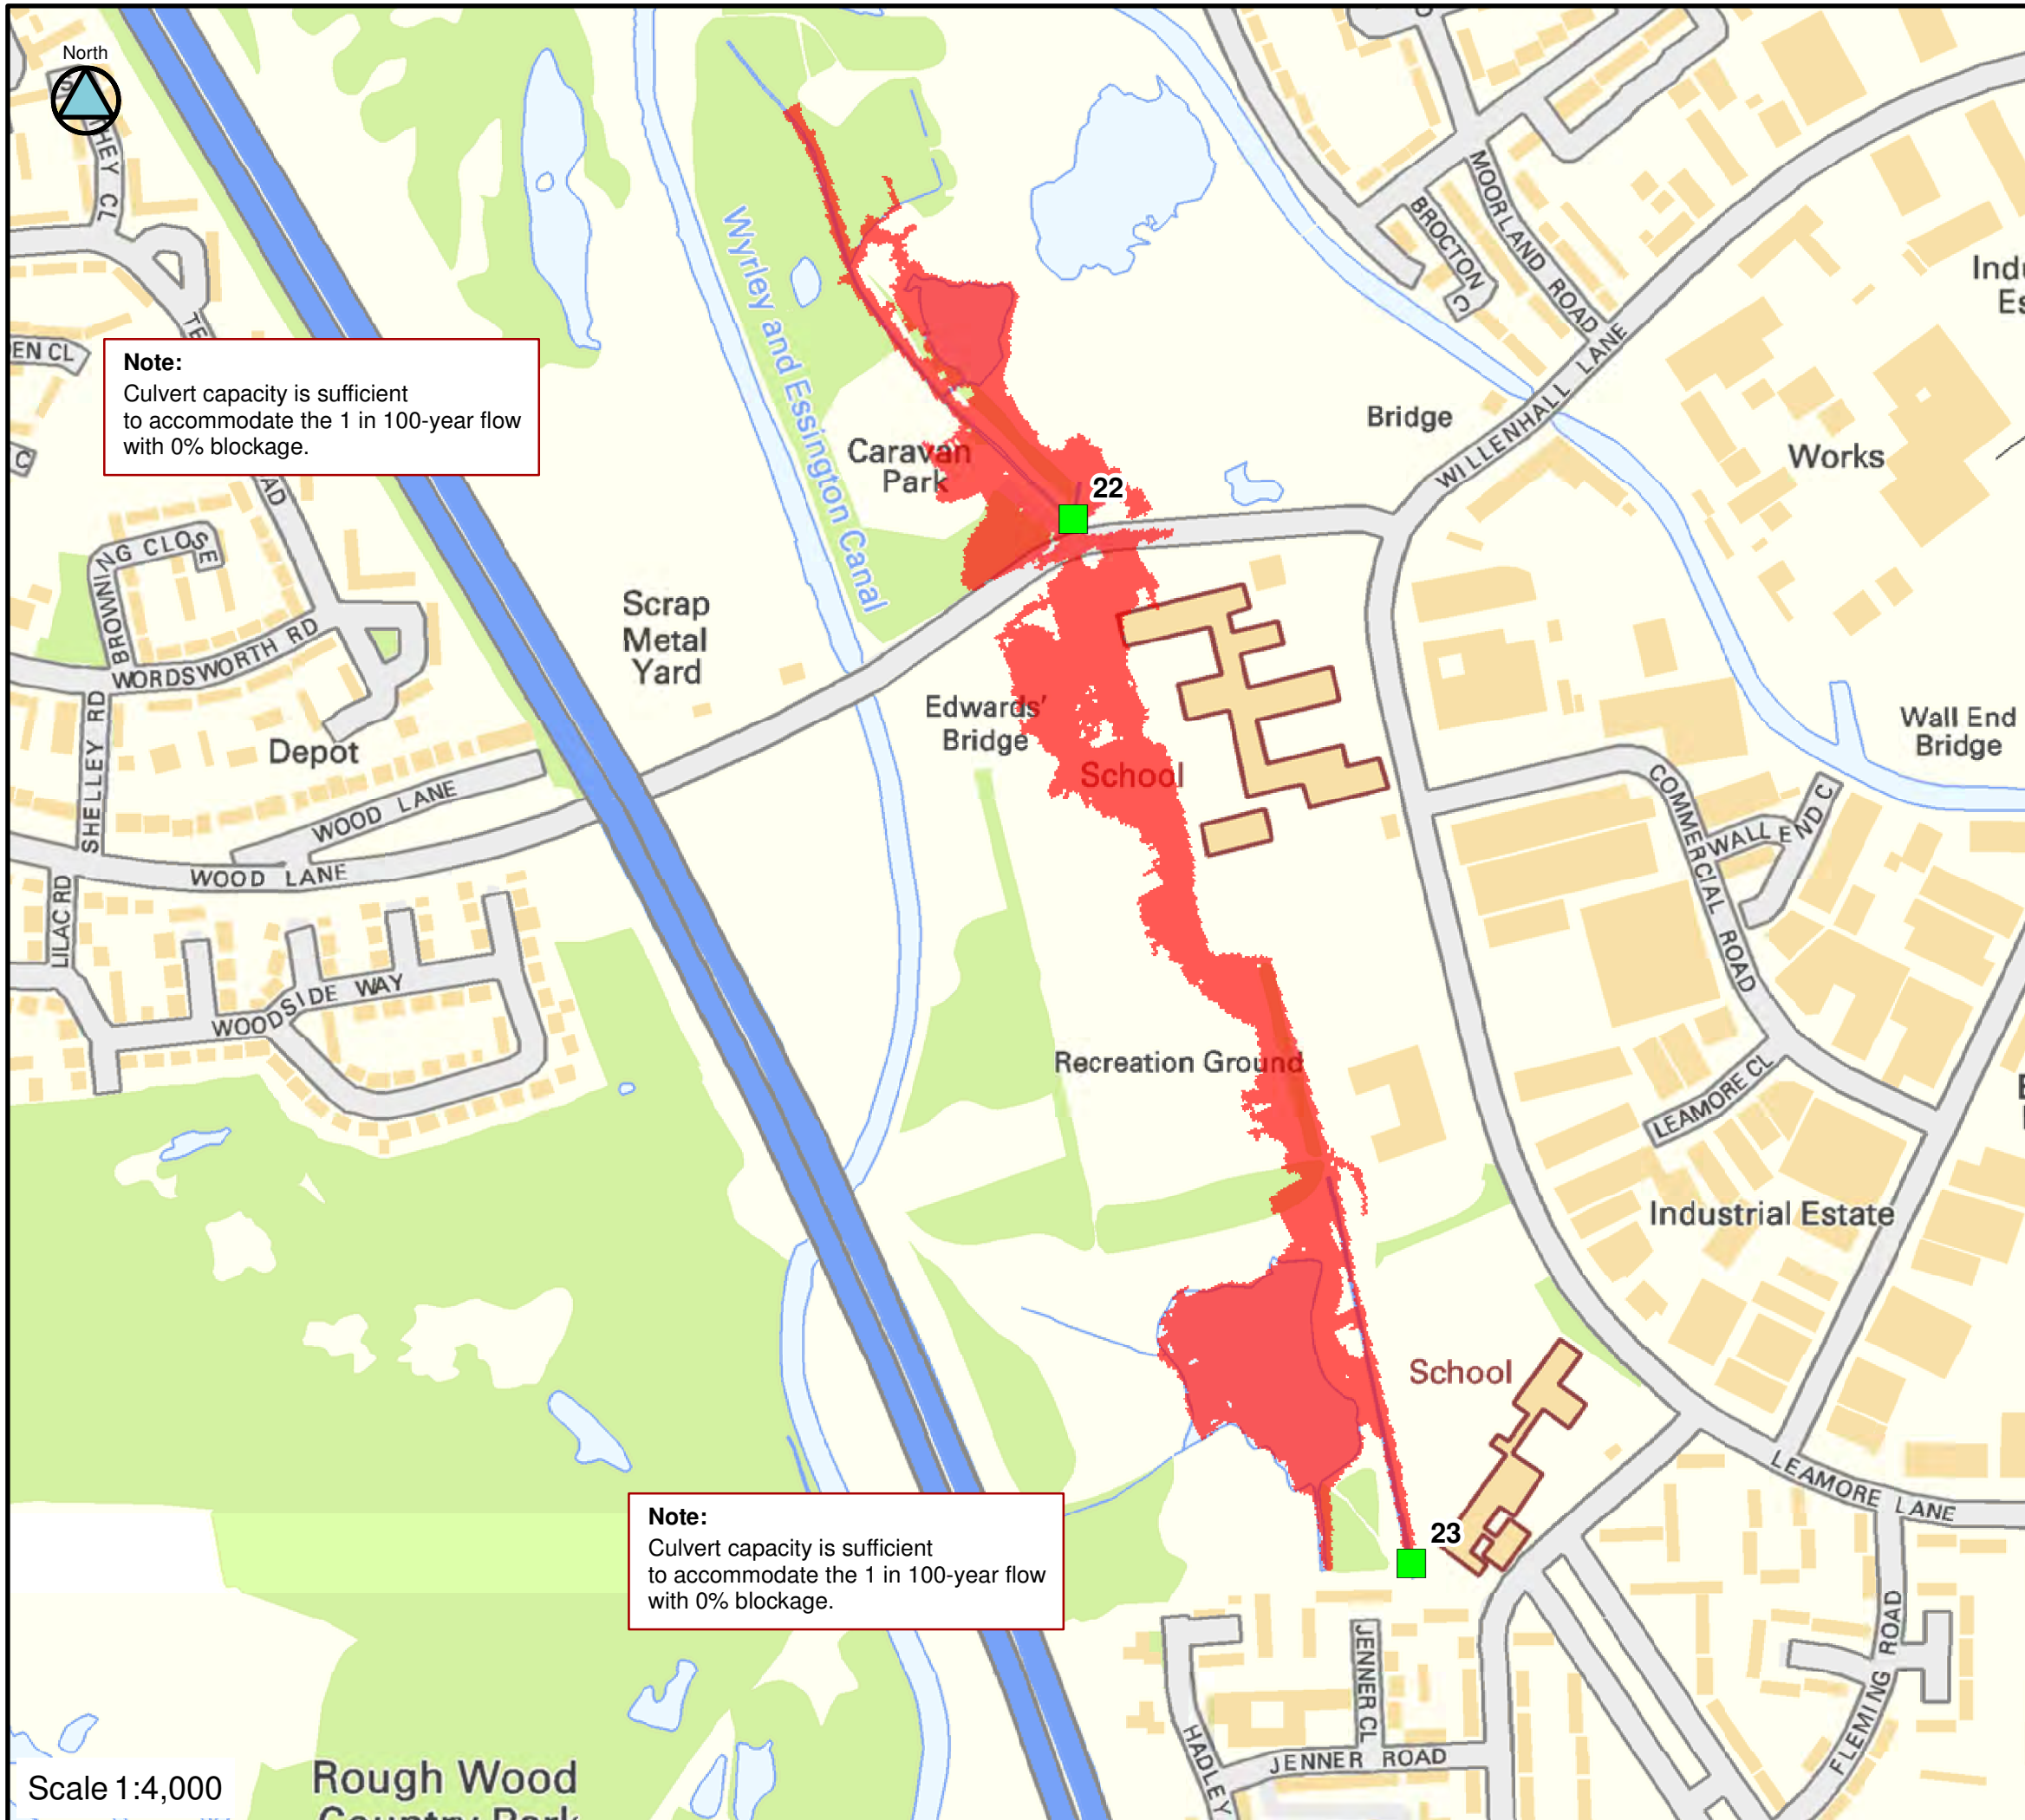 North
THEY CL
MOORLAND ROAD
BROCTON C
WILLENHALL LANE
Wyrley and Essington Canal
EN CL
Note:
Culvert capacity is sufficient
to accommodate the 1 in 100-year flow
with 0% blockage.
Bridge
Works
Caravan
Park
22
BROWNING CLOSE
WORDSWORTH RD
SHELLEY RD
Scrap
Metal
Yard
Edwards'
Bridge
School
Depot
WOOD LANE
WOOD LANE
LILAC RD
WOODSIDE WAY
Wall End
Bridge
COMMERCIAL ROAD
WALL END C
LEAMORE CL
Recreation Ground
Industrial Estate
School
LEAMORE LANE
Note:
Culvert capacity is sufficient
to accommodate the 1 in 100-year flow
with 0% blockage.
23
JENNER CL
JENNER ROAD
HADLEY
FLEMING ROAD
Scale 1:4,000
Rough Wood
Country Park